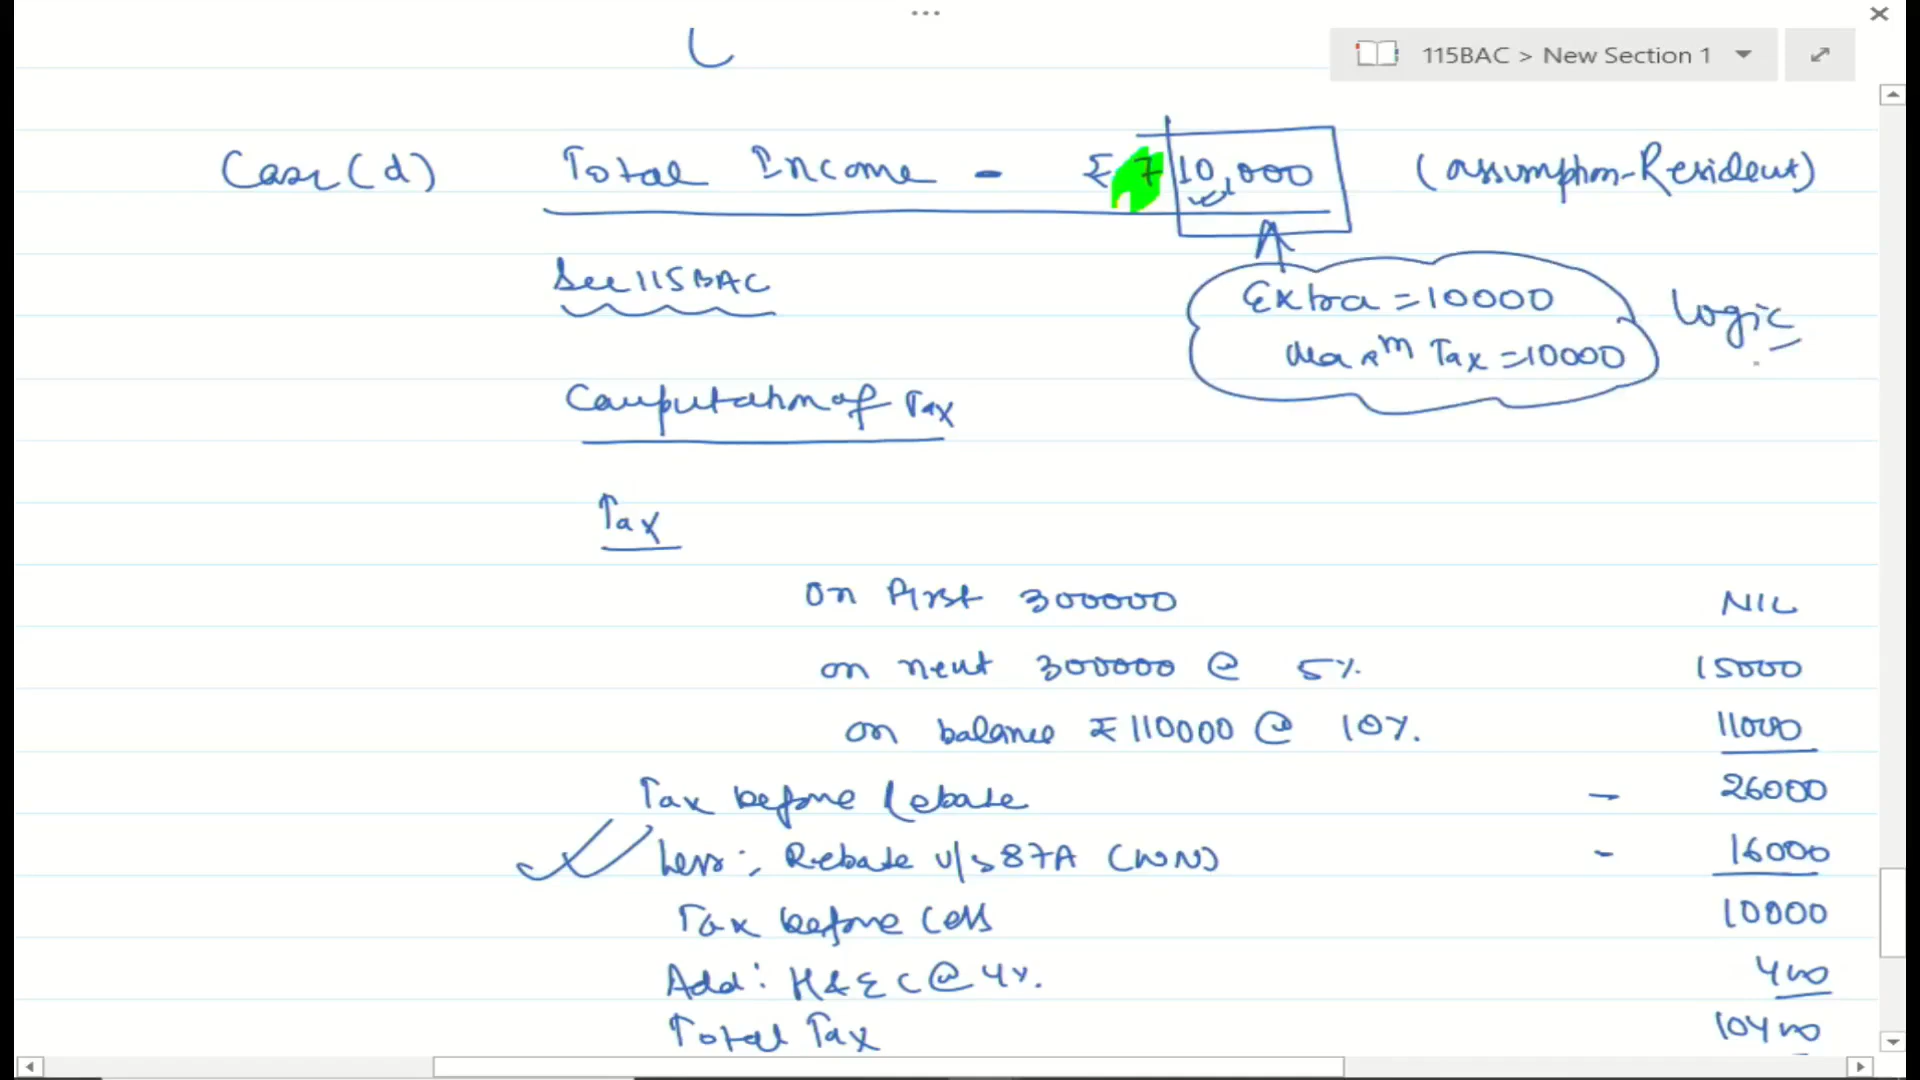 115BAC > New Section 1
Case (d) Total Income - ₹ 7 10,000 (assumption-Resident)
Sec 115BAC
Extra = 10000
Max m Tax = 10000
Logic
Computation of Tax
Tax
on First 300000 NIL
on next 300000 @ 5% 15000
on balance ₹ 110000 @ 10%. 11000
Tax before Rebate - 26000
Less:, Rebate u/s 87A (WN) - 16000
Tax before Cess 10000
Add: H & E C @ 4%. 400
Total Tax 10400